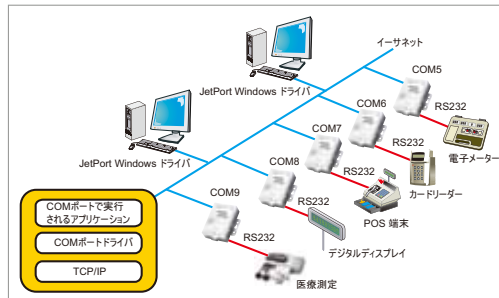 イーサネット
COM5
JetPort Windows ドライバ
RS232
COM6
電子メーター
RS232
COM7
カードリーダー
JetPort Windows ドライバ
RS232
COM8
POS 端末
RS232
COM9
デジタルディスプレイ
RS232
医療測定
COMポートで実行
されるアプリケーション
COMポートドライバ
TCP/IP